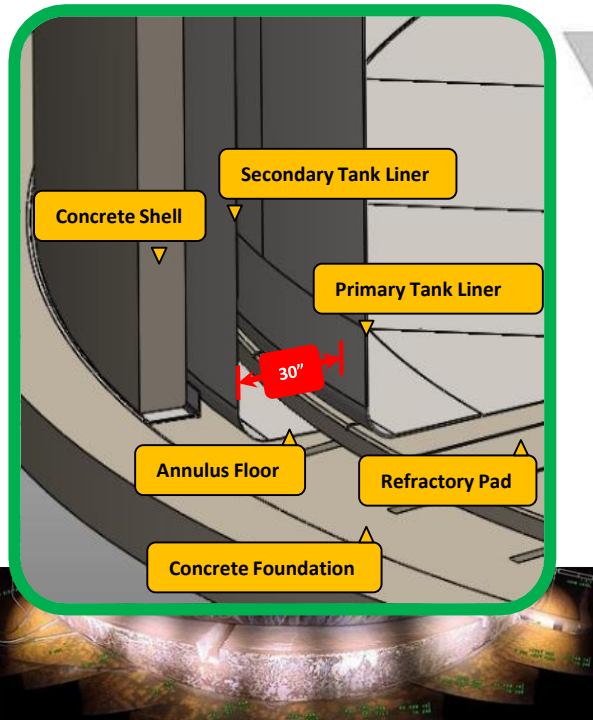 Secondary Tank Liner
Concrete Shell
Primary Tank Liner
30”
Annulus Floor
Refractory Pad
Concrete Foundation